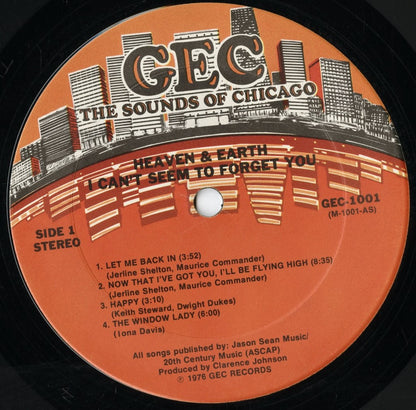 GEC
THE SOUNDS OF CHICAGO
HEAVEN & EARTH
I CAN'T SEEM TO FORGET YOU
GEC-1001
(M-1001-AS)
SIDE 1
STEREO
1. LET ME BACK IN (3:52)
(Jerline Shelton, Maurice Commander)
2. NOW THAT I'VE GOT YOU, I'LL BE FLYING HIGH (8:35)
(Jerline Shelton, Maurice Commander)
3. HAPPY (3:10)
(Keith Steward, Dwight Dukes)
4. THE WINDOW LADY (6:00)
(Iona Davis)
All songs published by: Jason Sean Music/
20th Century Music (ASCAP)
Produced by Clarence Johnson
℗ 1976 GEC RECORDS